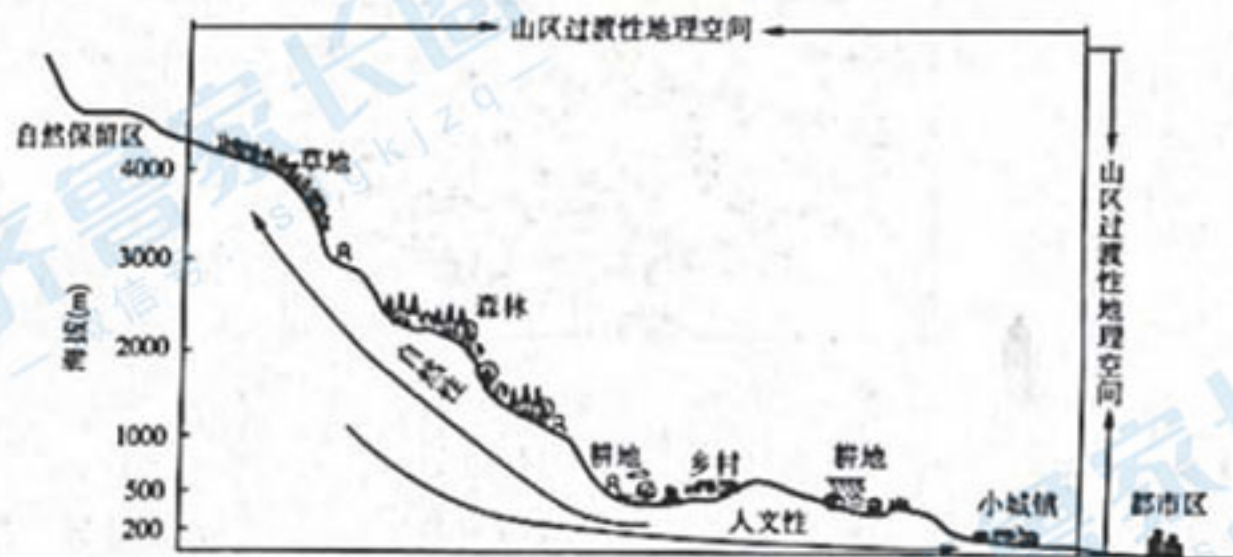 山区过渡性地理空间
自然保留区
草地
4000
3000
森林
2000
海拔(m)
1000
耕地
乡村
耕地
500
小城镇
都市区
200
人文性
山区过渡性地理空间